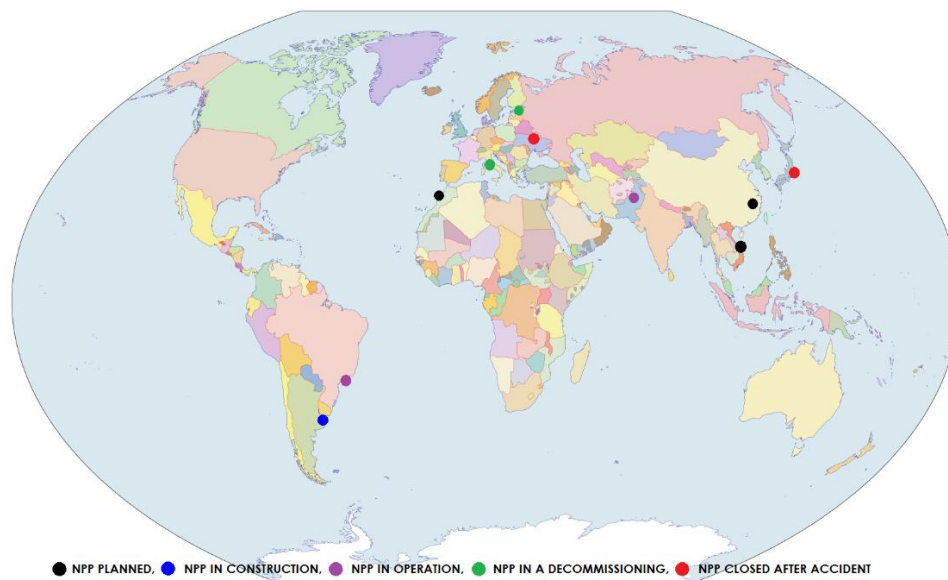 NPP PLANNED, NPP IN CONSTRUCTION, NPP IN OPERATION, NPP IN A DECOMMISSIONING, NPP CLOSED AFTER ACCIDENT